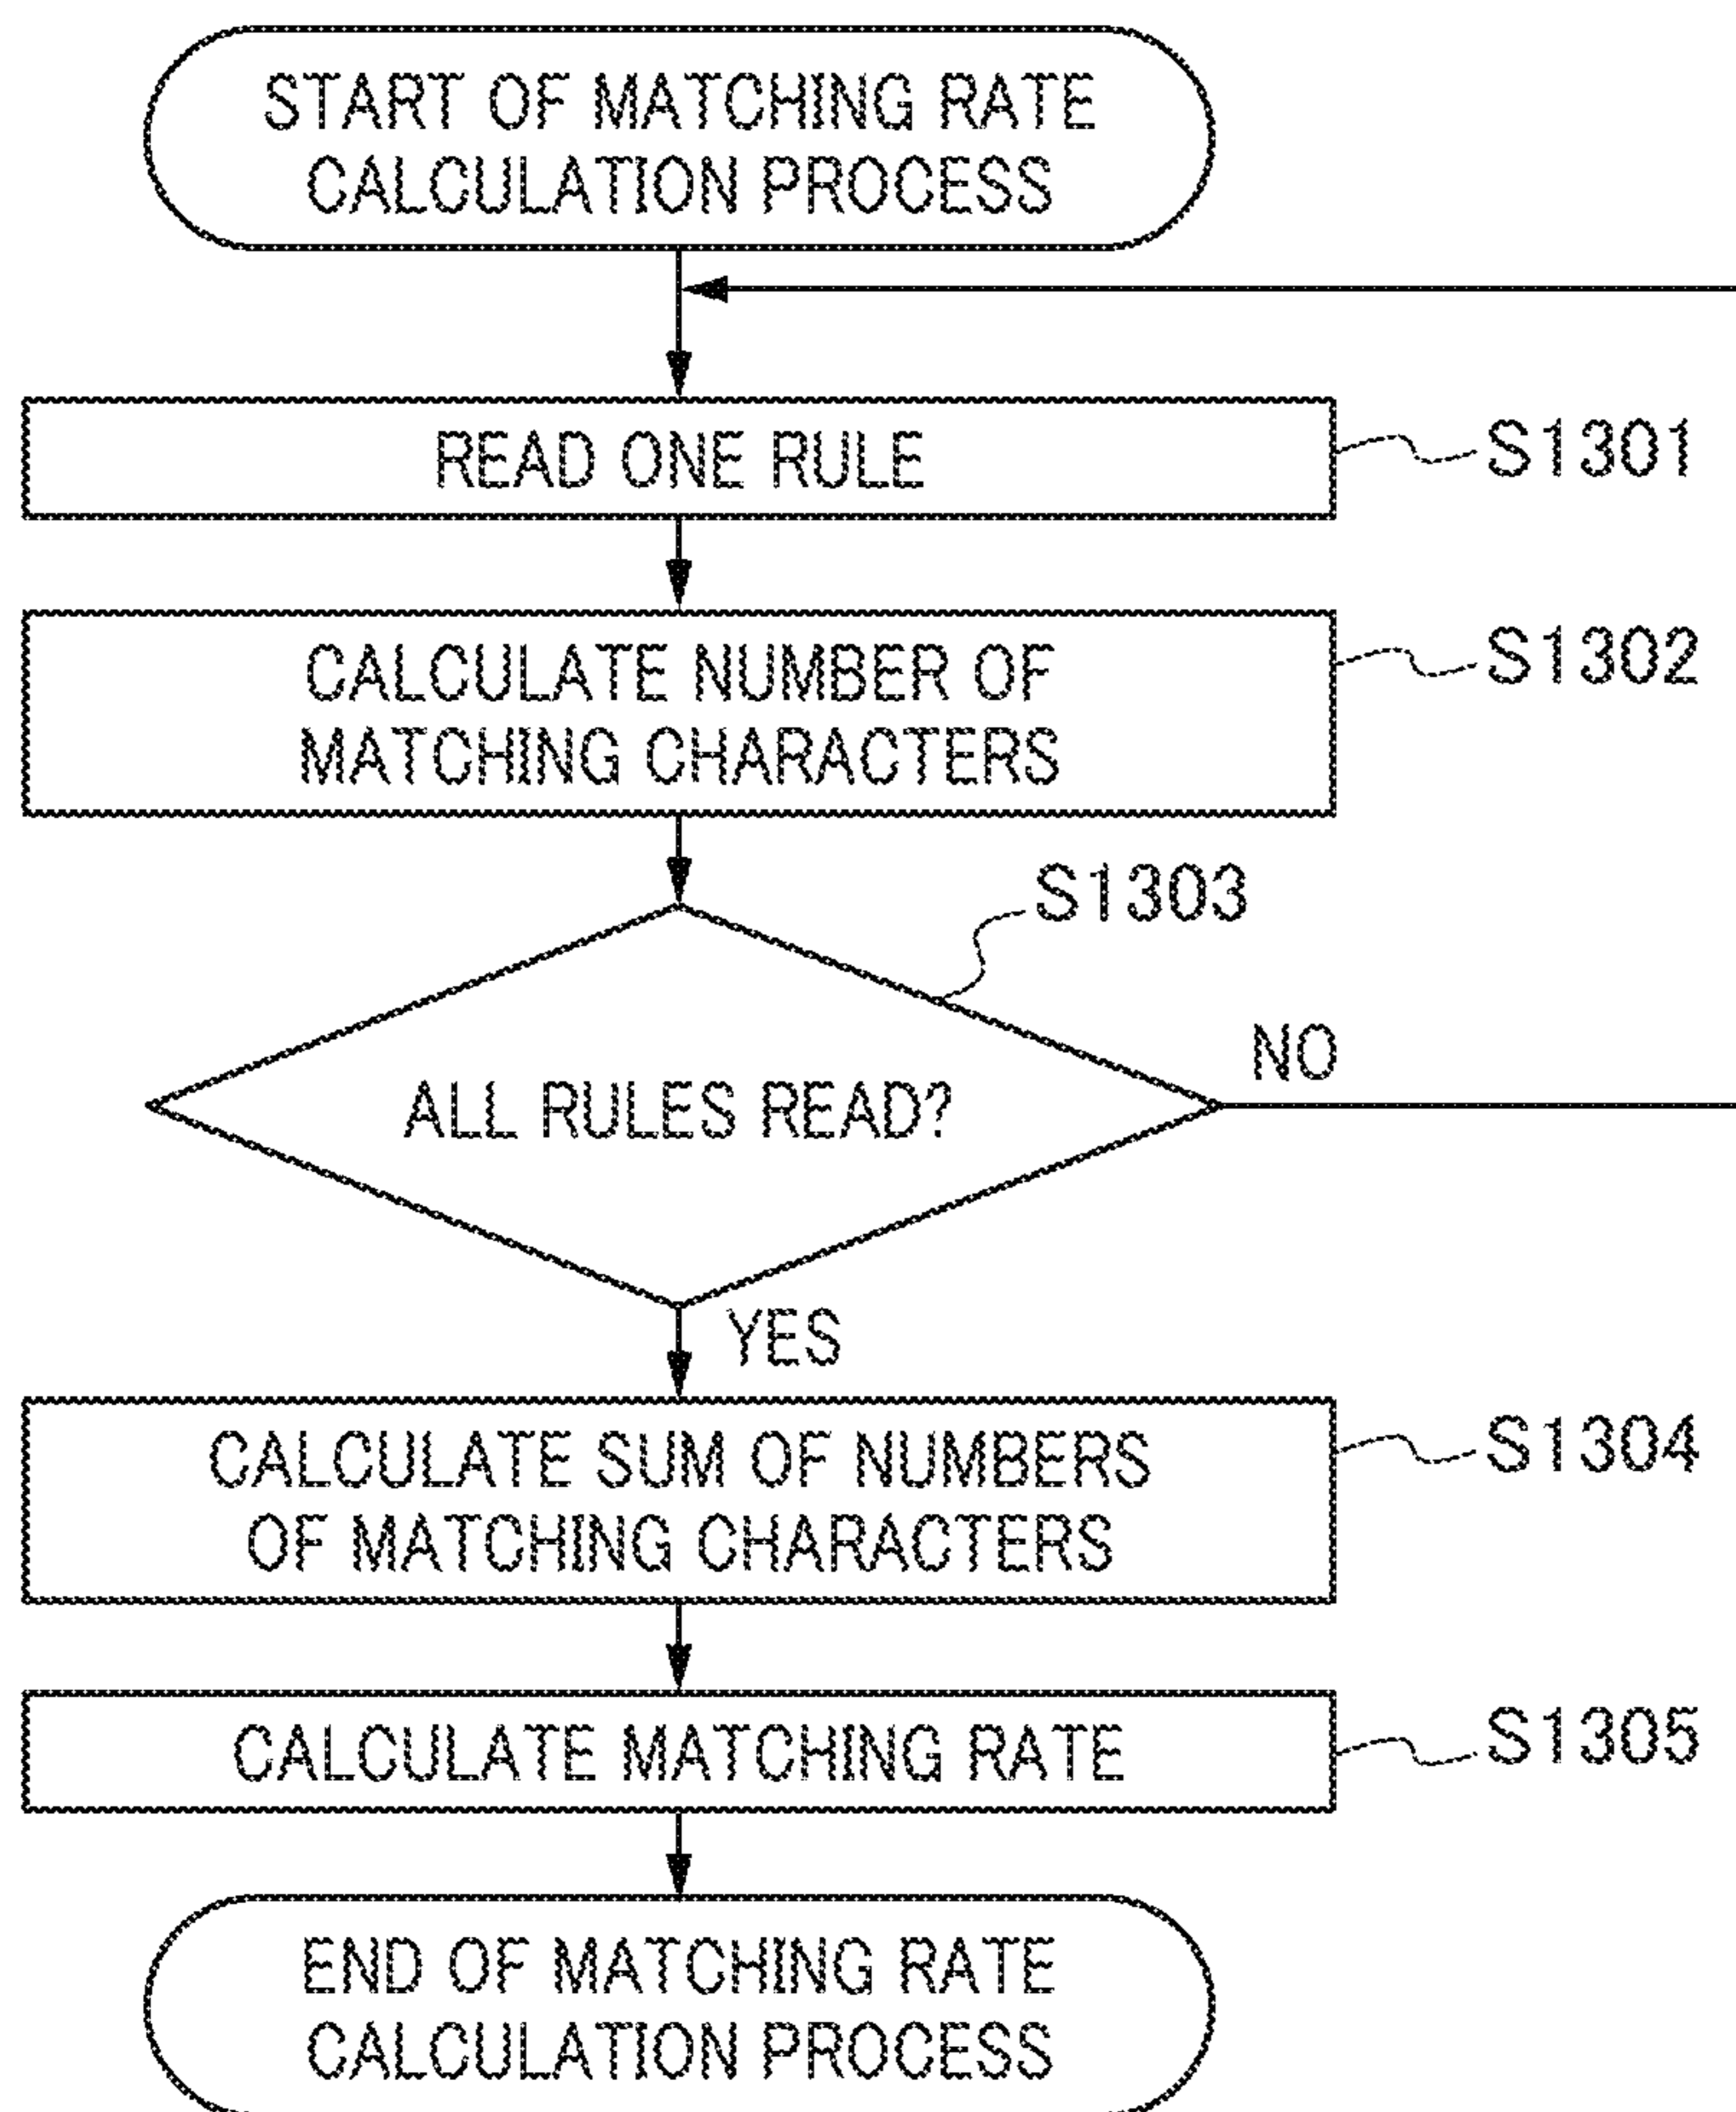 START OF MATCHING RATE
CALCULATION PROCESS
READ ONE RULE
S1301
CALCULATE NUMBER OF
MATCHING CHARACTERS
S1302
S1303
ALL RULES READ?
NO
YES
CALCULATE SUM OF NUMBERS
OF MATCHING CHARACTERS
S1304
CALCULATE MATCHING RATE
S1305
END OF MATCHING RATE
CALCULATION PROCESS